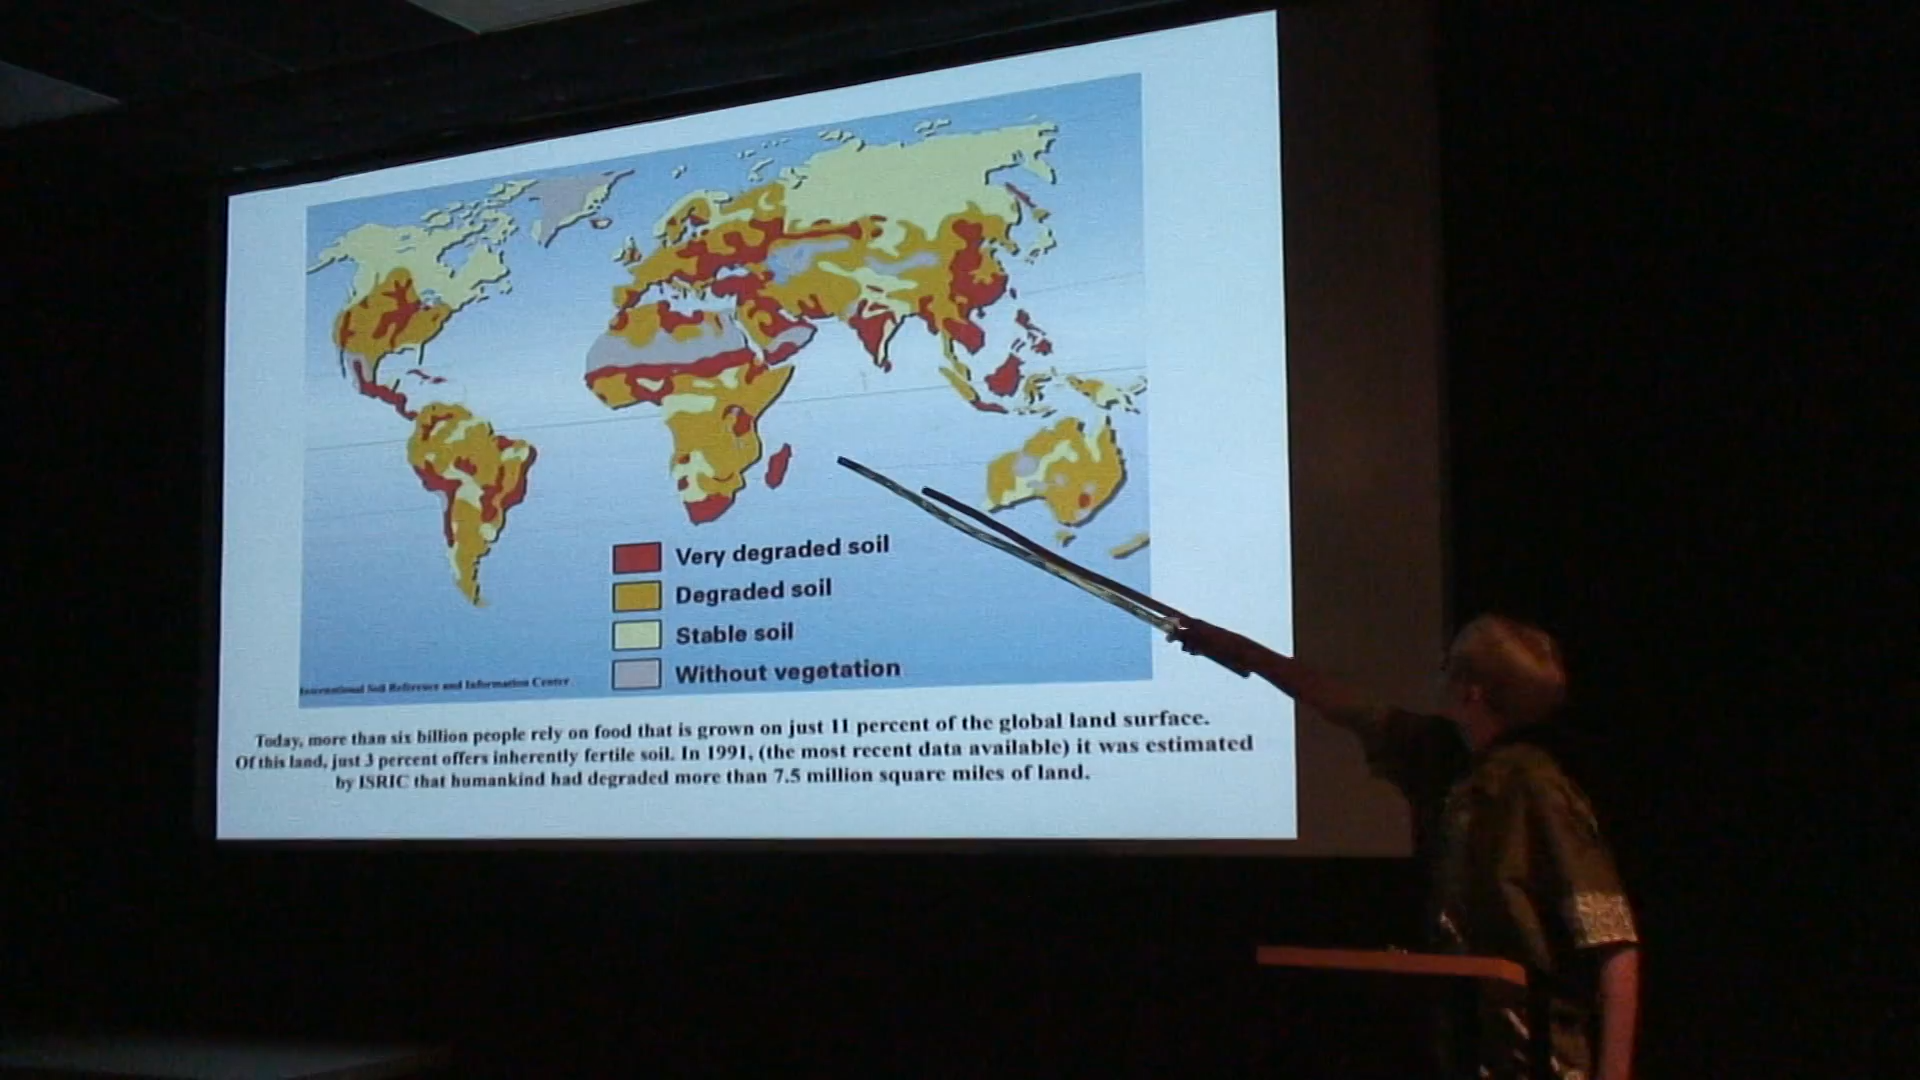 Very degraded soil
Degraded soil
Stable soil
Without vegetation
International Soil Reference and Information Center.
Today, more than six billion people rely on food that is grown on just 11 percent of the global land surface.
Of this land, just 3 percent offers inherently fertile soil. In 1991, (the most recent data available) it was estimated
by ISRIC that humankind had degraded more than 7.5 million square miles of land.